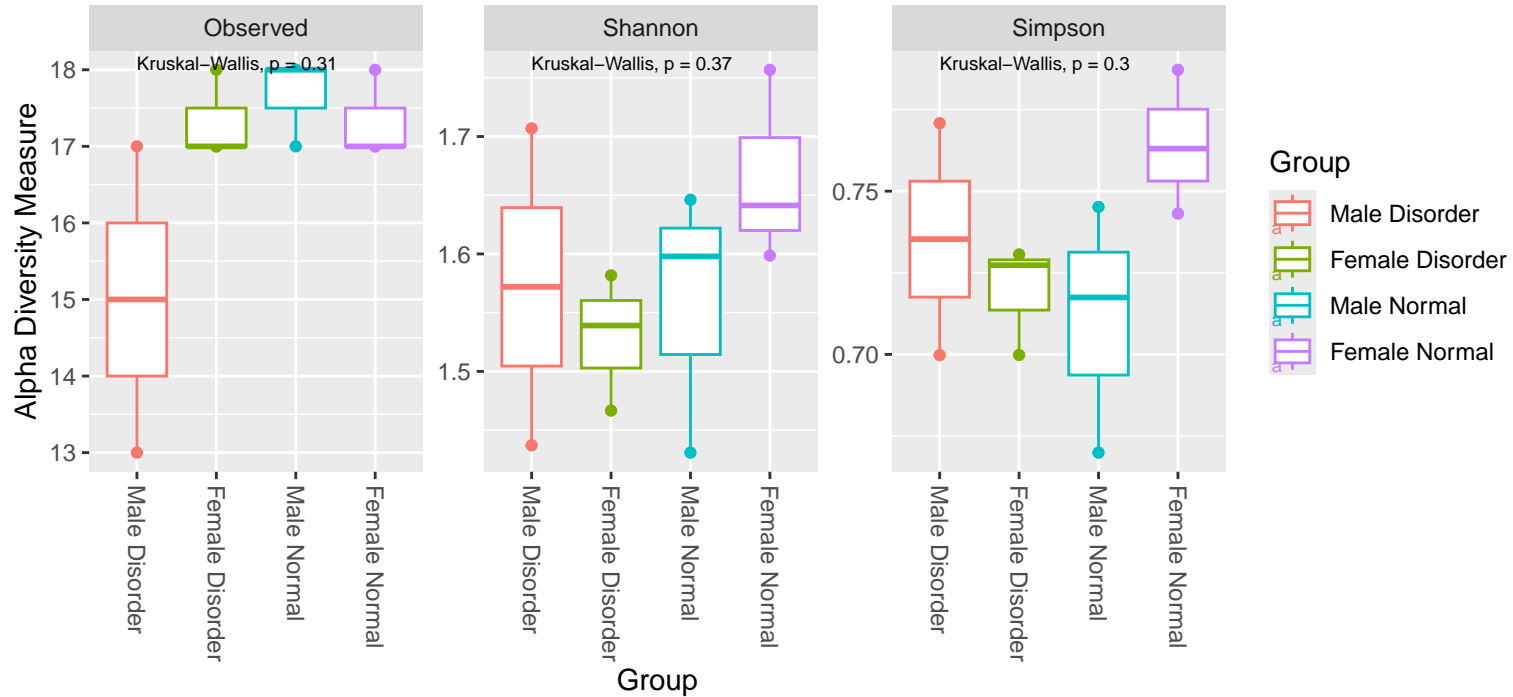 Observed
Shannon
Simpson
Kruskal−Wallis, p = 0.31
Kruskal−Wallis, p = 0.37
Kruskal−Wallis, p = 0.3
Alpha Diversity Measure
18
17
16
15
14
13
1.7
1.6
1.5
0.75
0.70
Male Disorder
Female Disorder
Male Normal
Female Normal
Male Disorder
Female Disorder
Male Normal
Female Normal
Male Disorder
Female Disorder
Male Normal
Female Normal
Group
Group
a Male Disorder
a Female Disorder
a Male Normal
a Female Normal